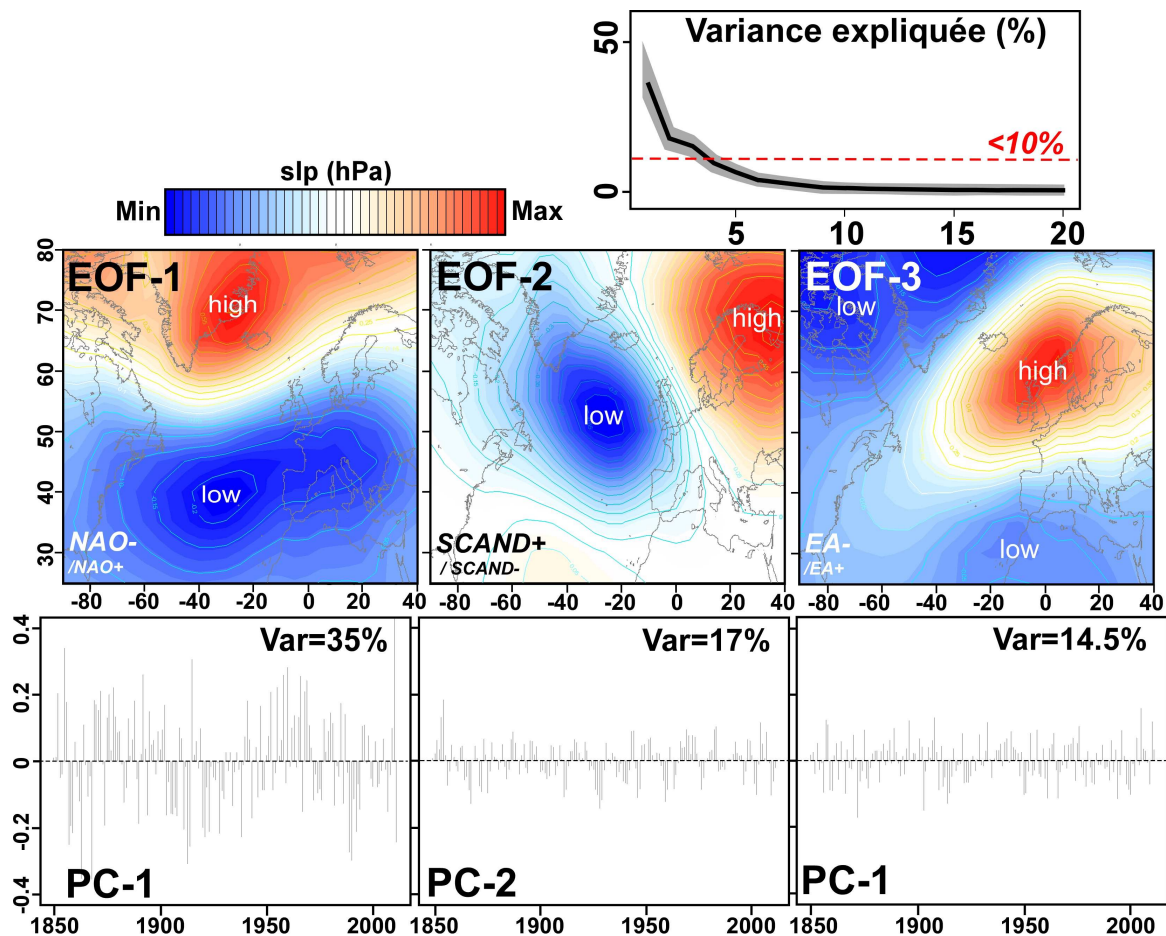 Variance expliquée (%)
50
0
<10%
5 10 15 20
slp (hPa)
Min Max
80
70
60
50
40
30
EOF-1
high
low
NAO-
/NAO+
-80 -60 -40 -20 0 20 40
EOF-2
high
low
SCAND+
/ SCAND-
-80 -60 -40 -20 0 20 40
EOF-3
low
high
low
EA-
/EA+
-80 -60 -40 -20 0 20 40
0.4
0.2
0
-0.2
-0.4
Var=35%
PC-1
1850 1900 1950 2000
Var=17%
PC-2
1850 1900 1950 2000
Var=14.5%
PC-1
1850 1900 1950 2000